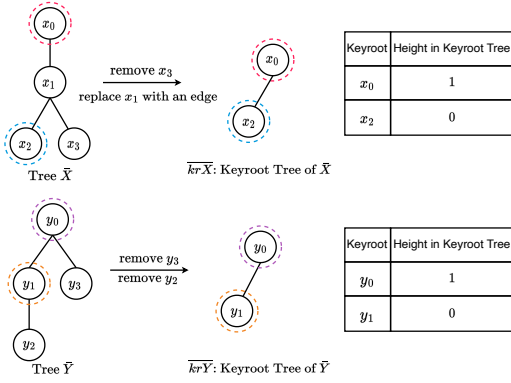 x₀
x₁
x₂
x₃
Tree X̄
remove x₃
replace x₁ with an edge
x₀
x₂
k̅r̅X̅: Keyroot Tree of X̄
Keyroot Height in Keyroot Tree
x₀ 1
x₂ 0
y₀
y₁
y₃
y₂
Tree Ȳ
remove y₃
remove y₂
y₀
y₁
k̅r̅Y̅: Keyroot Tree of Ȳ
Keyroot Height in Keyroot Tree
y₀ 1
y₁ 0